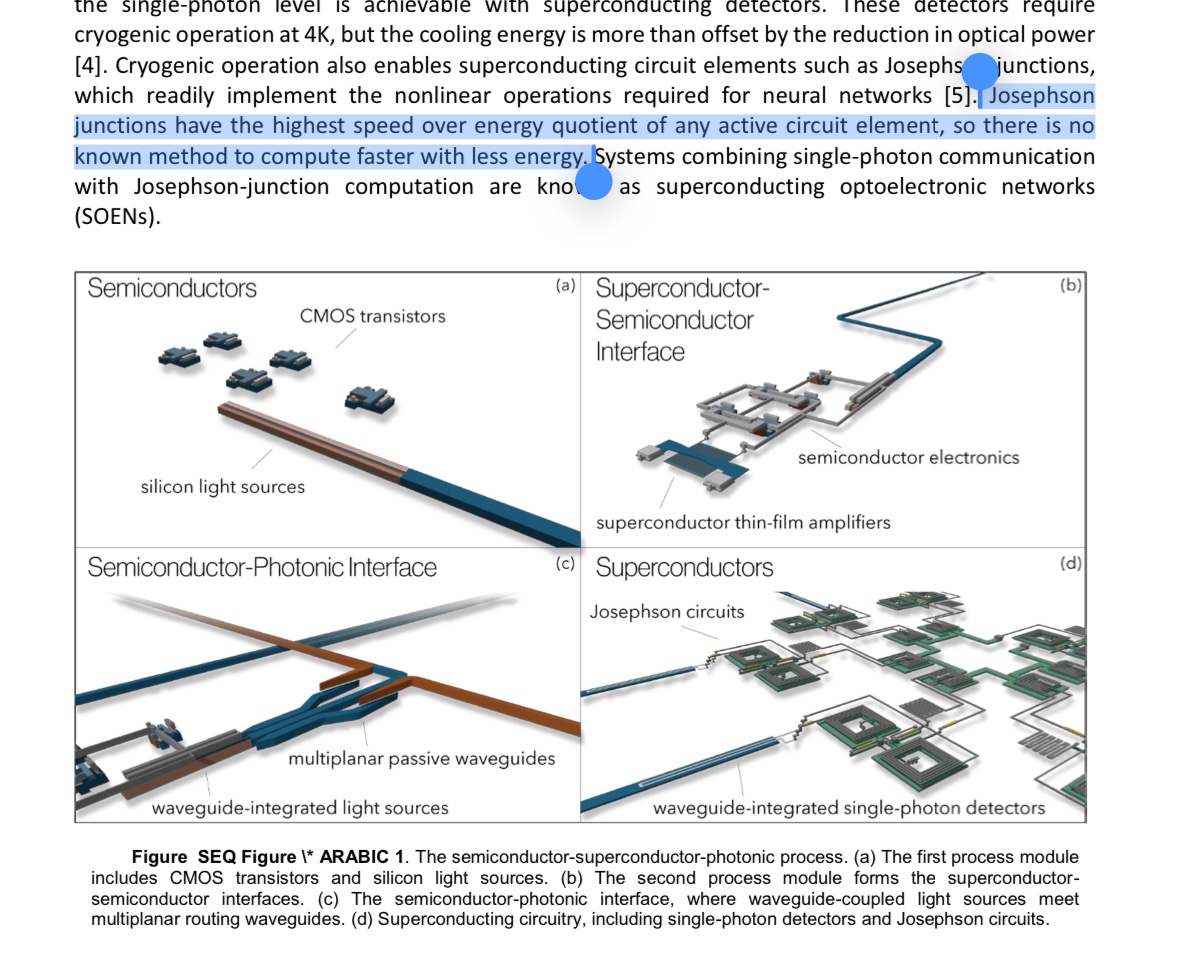 the single-photon level is achievable with superconducting detectors. These detectors require
cryogenic operation at 4K, but the cooling energy is more than offset by the reduction in optical power
[4]. Cryogenic operation also enables superconducting circuit elements such as Josephs junctions,
which readily implement the nonlinear operations required for neural networks [5]. Josephson
junctions have the highest speed over energy quotient of any active circuit element, so there is no
known method to compute faster with less energy. Systems combining single-photon communication
with Josephson-junction computation are kno as superconducting optoelectronic networks
(SOENs).
Semiconductors
(a)
CMOS transistors
silicon light sources
Superconductor-
Semiconductor
Interface
(b)
semiconductor electronics
superconductor thin-film amplifiers
Semiconductor-Photonic Interface
(c)
multiplanar passive waveguides
waveguide-integrated light sources
Superconductors
(d)
Josephson circuits
waveguide-integrated single-photon detectors
Figure SEQ Figure \* ARABIC 1. The semiconductor-superconductor-photonic process. (a) The first process module
includes CMOS transistors and silicon light sources. (b) The second process module forms the superconductor-
semiconductor interfaces. (c) The semiconductor-photonic interface, where waveguide-coupled light sources meet
multiplanar routing waveguides. (d) Superconducting circuitry, including single-photon detectors and Josephson circuits.